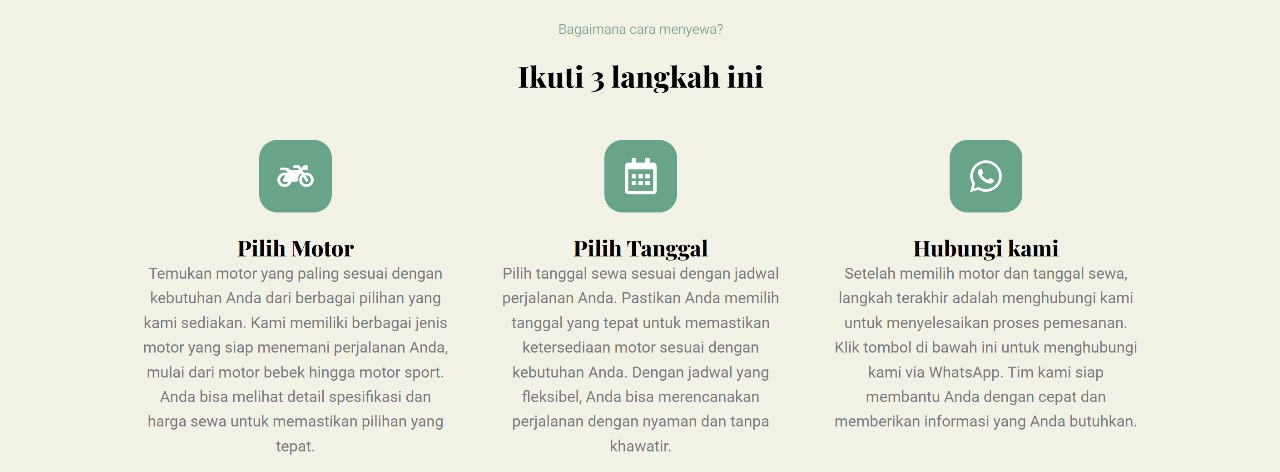 Bagaimana cara menyewa?
Ikuti 3 langkah ini
Pilih Motor
Temukan motor yang paling sesuai dengan
kebutuhan Anda dari berbagai pilihan yang
kami sediakan. Kami memiliki berbagai jenis
motor yang siap menemani perjalanan Anda,
mulai dari motor bebek hingga motor sport.
Anda bisa melihat detail spesifikasi dan
harga sewa untuk memastikan pilihan yang
tepat.
Pilih Tanggal
Pilih tanggal sewa sesuai dengan jadwal
perjalanan Anda. Pastikan Anda memilih
tanggal yang tepat untuk memastikan
ketersediaan motor sesuai dengan
kebutuhan Anda. Dengan jadwal yang
fleksibel, Anda bisa merencanakan
perjalanan dengan nyaman dan tanpa
khawatir.
Hubungi kami
Setelah memilih motor dan tanggal sewa,
langkah terakhir adalah menghubungi kami
untuk menyelesaikan proses pemesanan.
Klik tombol di bawah ini untuk menghubungi
kami via WhatsApp. Tim kami siap
membantu Anda dengan cepat dan
memberikan informasi yang Anda butuhkan.